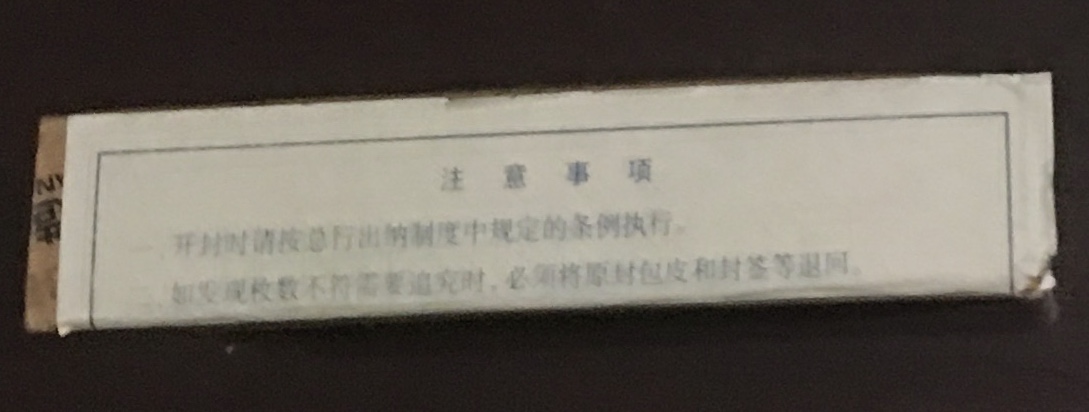 注意事項
一、开封时请按总行出纳制度中规定的条例执行。
二、如发现枚数不符需要追究时，必须将原封包皮和封签等退回。